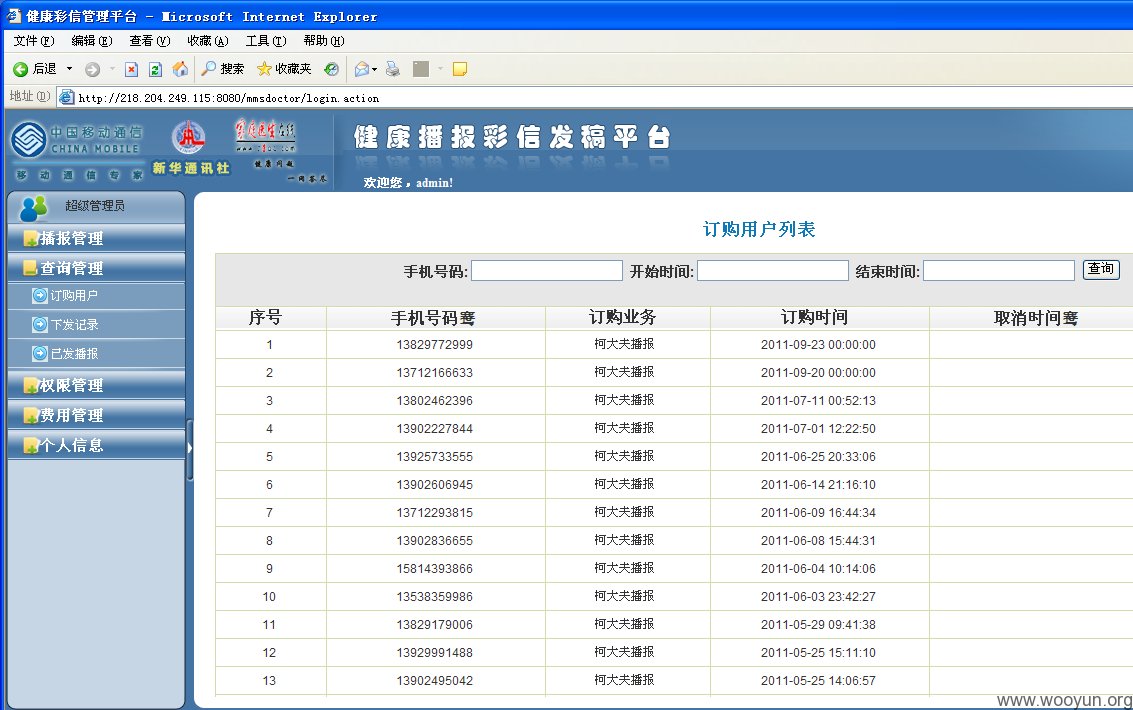 健康彩信管理平台 - Microsoft Internet Explorer
文件(F) 编辑(E) 查看(V) 收藏(A) 工具(T) 帮助(H)
后退 搜索 收藏夹
地址(D) http://218.204.249.115:8080/mmsdoctor/login.action
中国移动通信
CHINA MOBILE
移动通信专家
新华通讯社
健康问题
一网答尽
健康播报彩信发稿平台
欢迎您，admin!
超级管理员
播报管理
查询管理
订购用户
下发记录
已发播报
权限管理
费用管理
个人信息
订购用户列表
手机号码: 开始时间: 结束时间: 查询
序号 手机号码 订购业务 订购时间 取消时间
1 13829772999 柯大夫播报 2011-09-23 00:00:00
2 13712166633 柯大夫播报 2011-09-20 00:00:00
3 13802462396 柯大夫播报 2011-07-11 00:52:13
4 13902227844 柯大夫播报 2011-07-01 12:22:50
5 13925733555 柯大夫播报 2011-06-25 20:33:06
6 13902606945 柯大夫播报 2011-06-14 21:16:10
7 13712293815 柯大夫播报 2011-06-09 16:44:34
8 13902836655 柯大夫播报 2011-06-08 15:44:31
9 15814393866 柯大夫播报 2011-06-04 10:14:06
10 13538359986 柯大夫播报 2011-06-03 23:42:27
11 13829179006 柯大夫播报 2011-05-29 09:41:38
12 13929991488 柯大夫播报 2011-05-25 15:11:10
13 13902495042 柯大夫播报 2011-05-25 14:06:57
www.wooyun.org